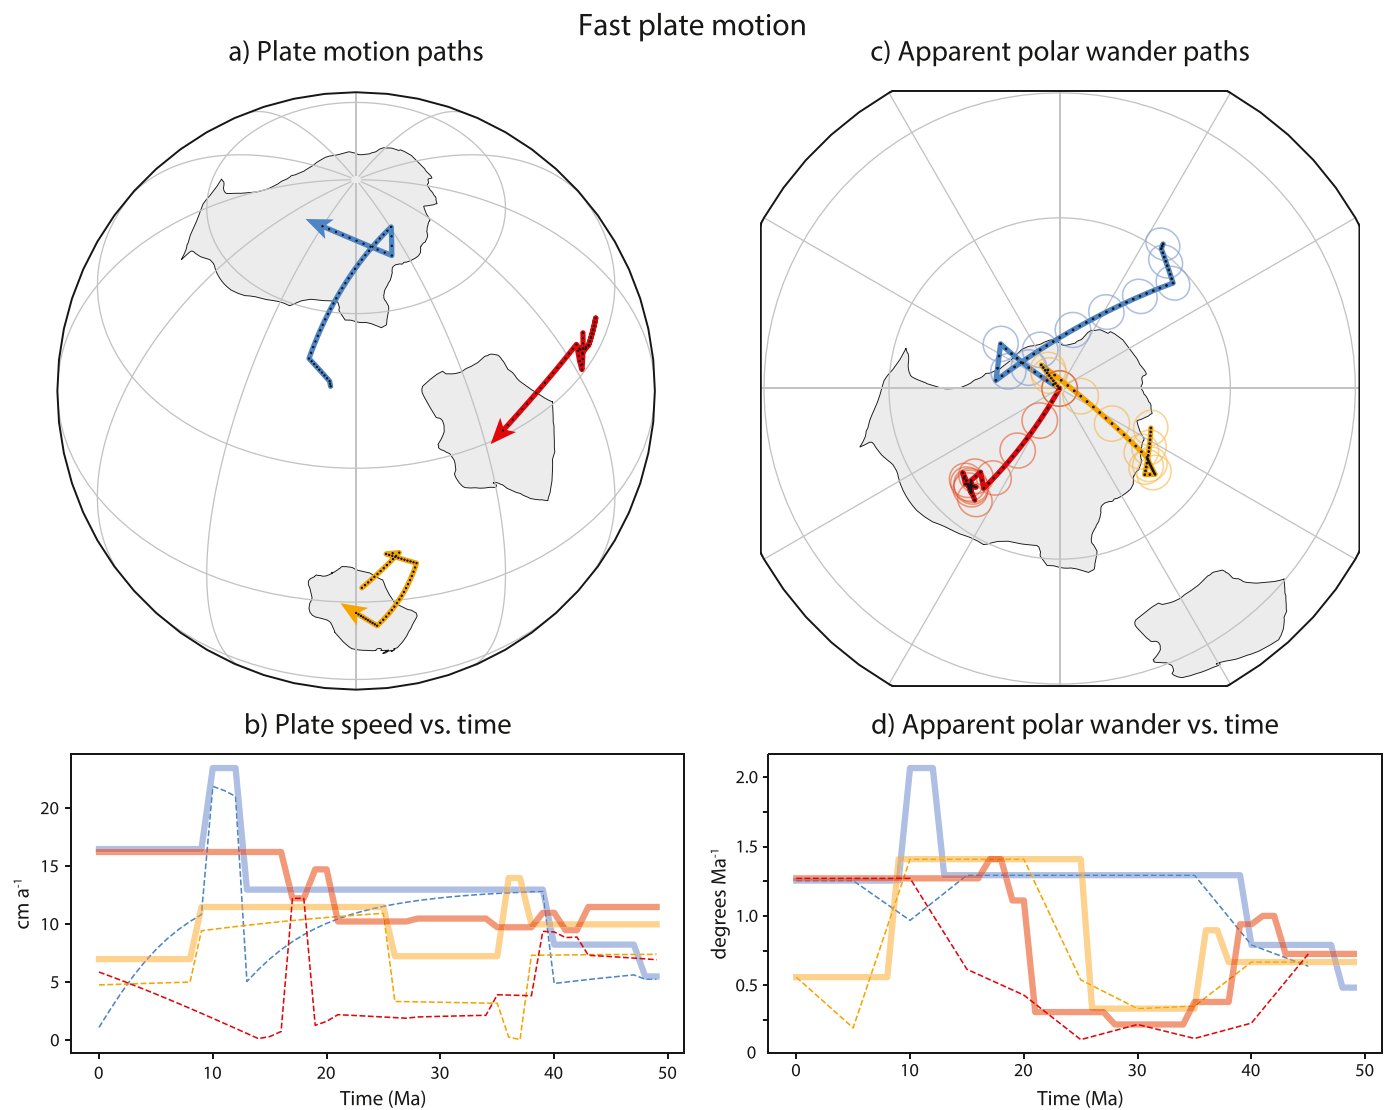 Fast plate motion
a) Plate motion paths
c) Apparent polar wander paths
b) Plate speed vs. time
20
15
10
5
0
cm a⁻¹
0 10 20 30 40 50
Time (Ma)
d) Apparent polar wander vs. time
2.0
1.5
1.0
0.5
0
degrees Ma⁻¹
0 10 20 30 40 50
Time (Ma)